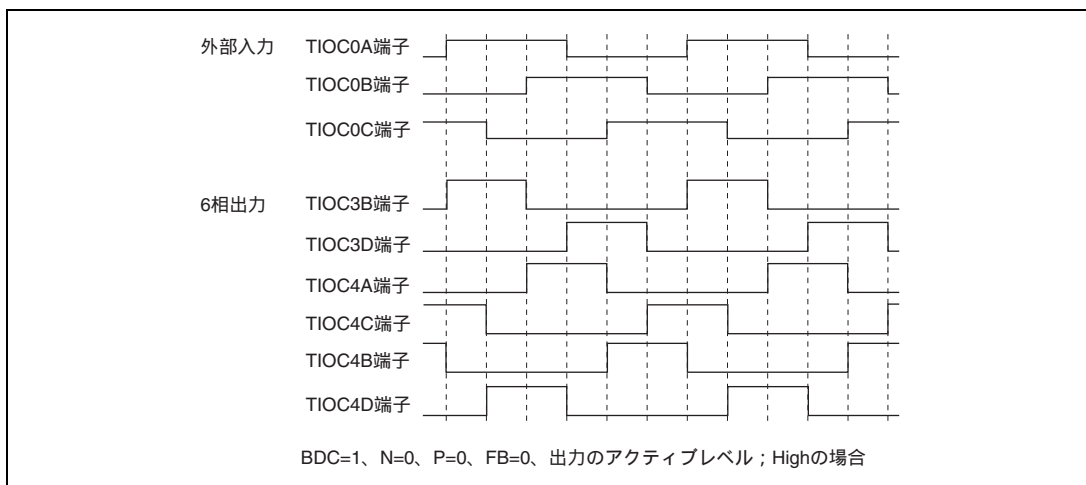 外部入力 TIOC0A端子
TIOC0B端子
TIOC0C端子
6相出力 TIOC3B端子
TIOC3D端子
TIOC4A端子
TIOC4C端子
TIOC4B端子
TIOC4D端子
BDC=1、N=0、P=0、FB=0、出力のアクティブレベル；Highの場合